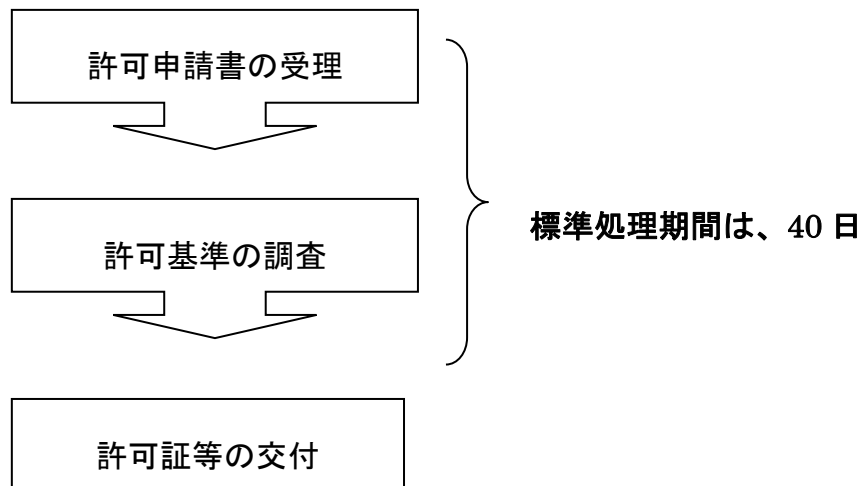 許可申請書の受理
許可基準の調査
標準処理期間は、40 日
許可証等の交付